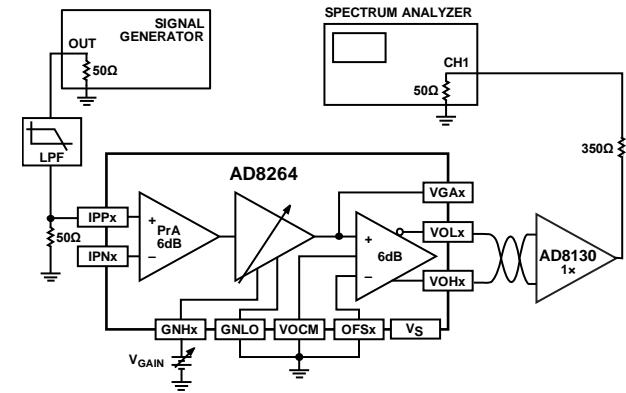 SPECTRUM ANALYZER
SIGNAL
GENERATOR
OUT
50Ω
CH1
50Ω
LPF
350Ω
AD8264
IPPx
+
PrA
6dB
–
IPNx
50Ω
VGAx
+
VOLx
6dB
–
VOHx
AD8130
1×
GNHx
GNLO
VOCM
OFSx
VS
VGAIN